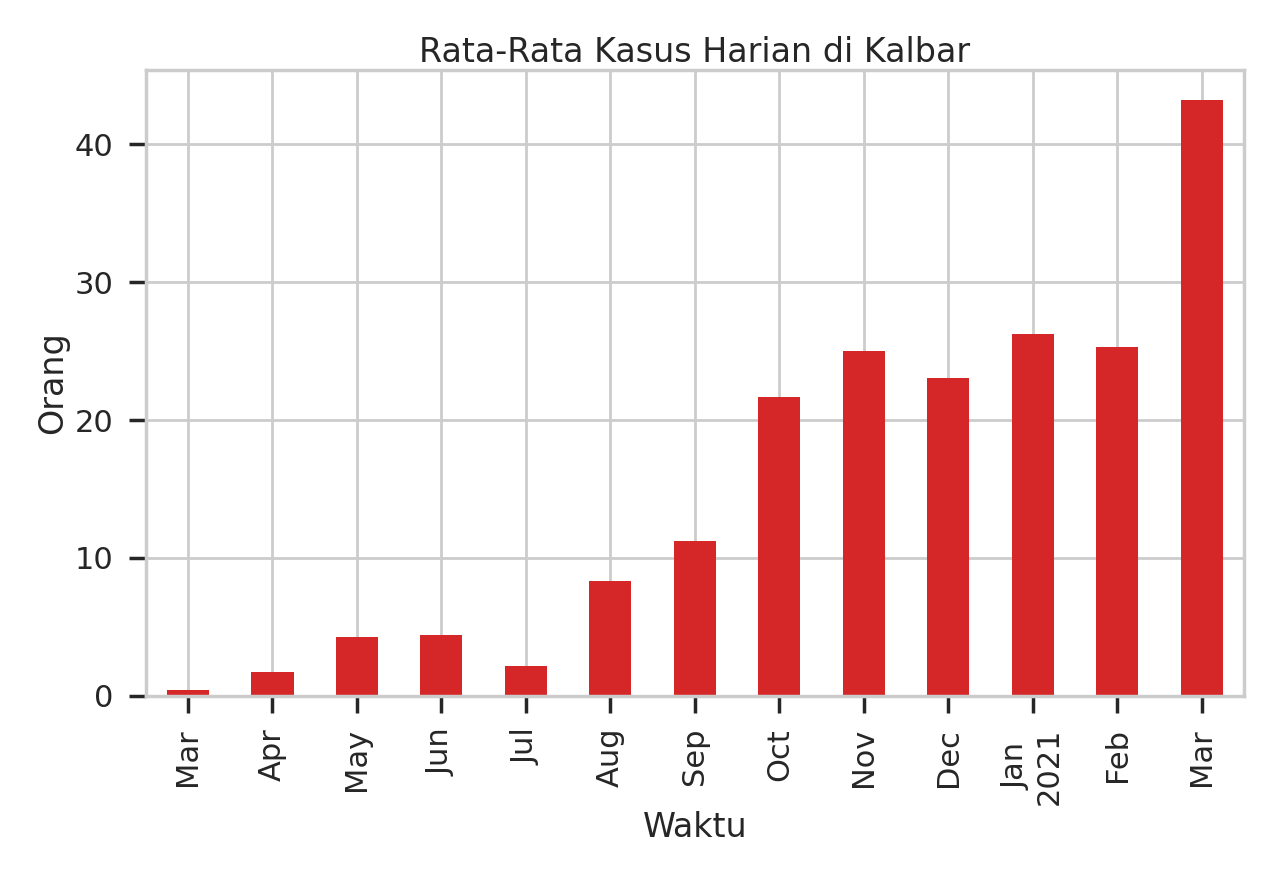 Rata-Rata Kasus Harian di Kalbar
Orang
40
30
20
10
0
Mar
Apr
May
Jun
Jul
Aug
Sep
Oct
Nov
Dec
Jan
2021
Feb
Mar
Waktu